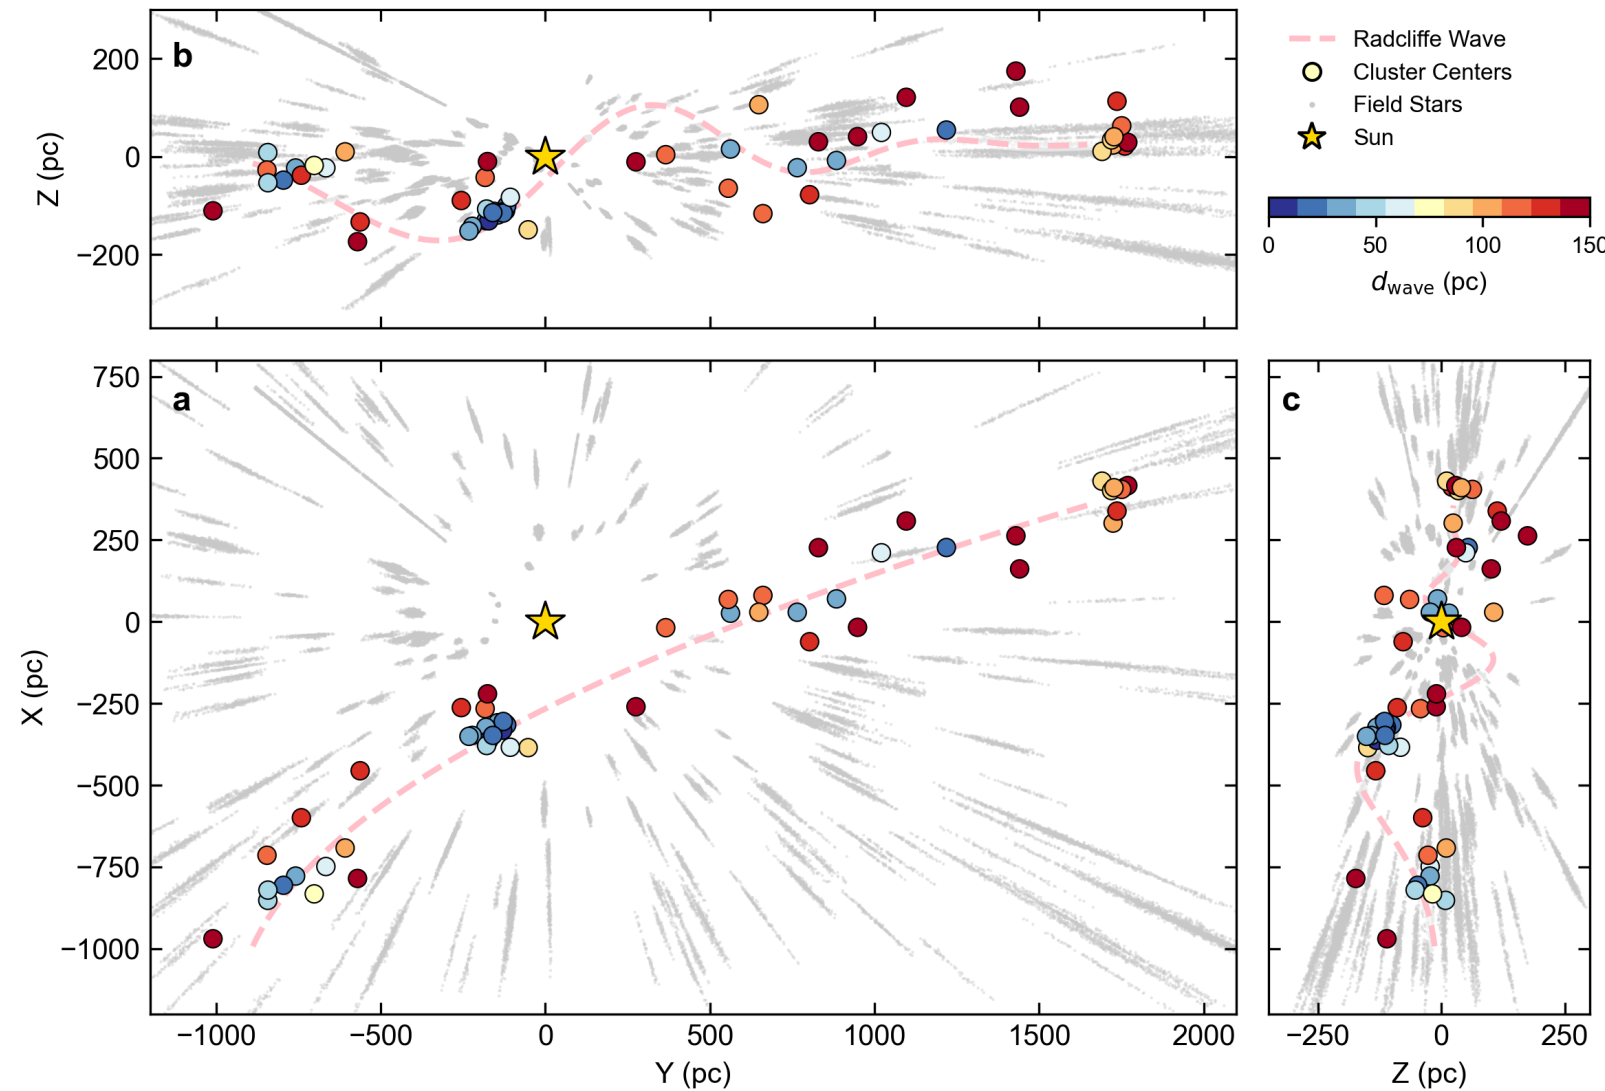 b
200
0
−200
Z (pc)
Radcliffe Wave
Cluster Centers
Field Stars
Sun
0
50
100
150
dwave (pc)
a
750
500
250
0
−250
−500
−750
−1000
X (pc)
−1000
−500
0
500
1000
1500
2000
Y (pc)
c
−250
0
250
Z (pc)